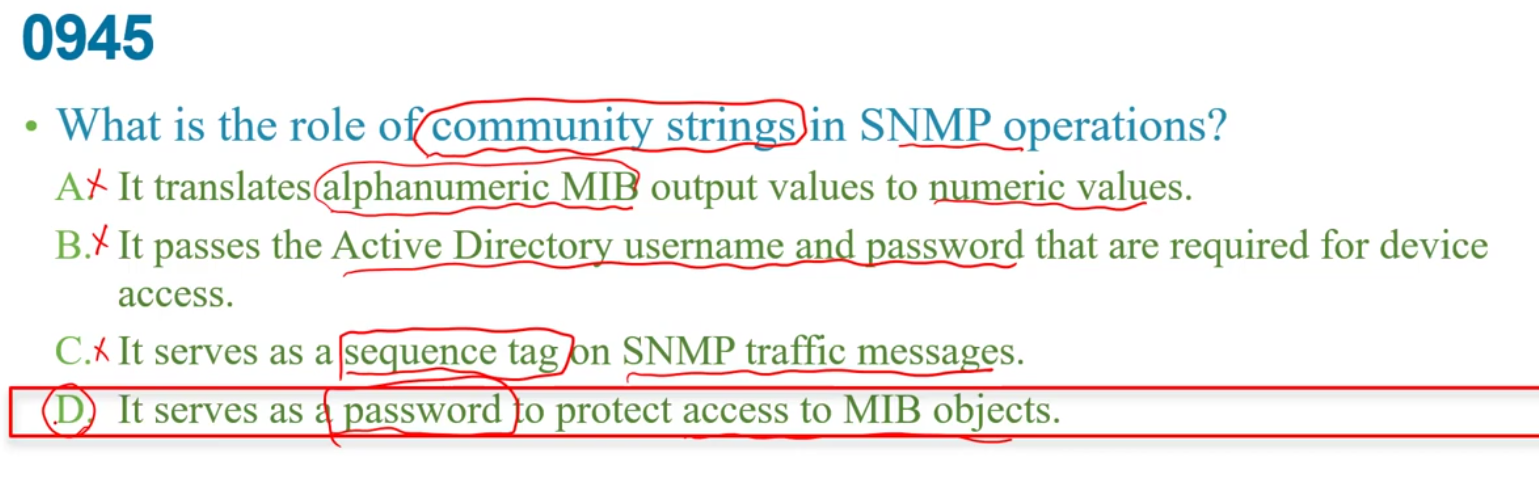 0945
• What is the role of community strings in SNMP operations?
A. It translates alphanumeric MIB output values to numeric values.
B. It passes the Active Directory username and password that are required for device
access.
C. It serves as a sequence tag on SNMP traffic messages.
D. It serves as a password to protect access to MIB objects.